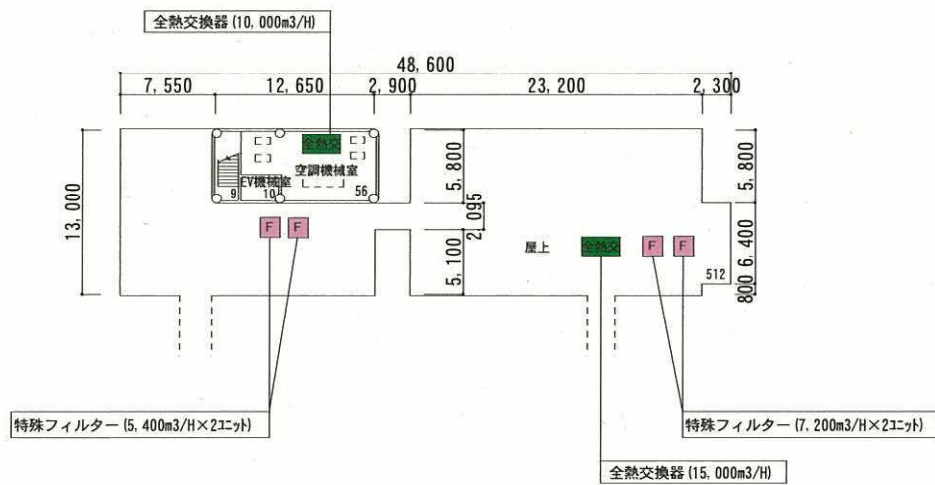 全熱交換器(10,000m3/H)
48,600
7,550
12,650
2,900
23,200
2,300
13,000
全熱交
空調機械室
EV機械室
9
10
56
5,800
2,095
5,100
F
F
屋上
全熱交
F
F
512
5,800
6,400
800
特殊フィルター(5,400m3/H×2ユニット)
特殊フィルター(7,200m3/H×2ユニット)
全熱交換器(15,000m3/H)